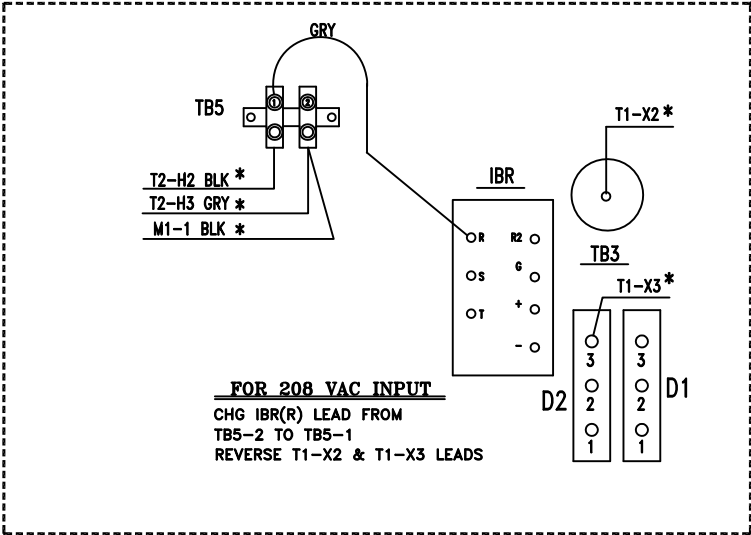 GRY
TB5
1
2
T1-X2*
T2-H2 BLK *
T2-H3 GRY *
M1-1 BLK *
IBR
R
R2
S
G
T
+
-
TB3
T1-X3*
D2
3
2
1
3
2
1
D1
FOR 208 VAC INPUT
CHG IBR(R) LEAD FROM
TB5-2 TO TB5-1
REVERSE T1-X2 & T1-X3 LEADS